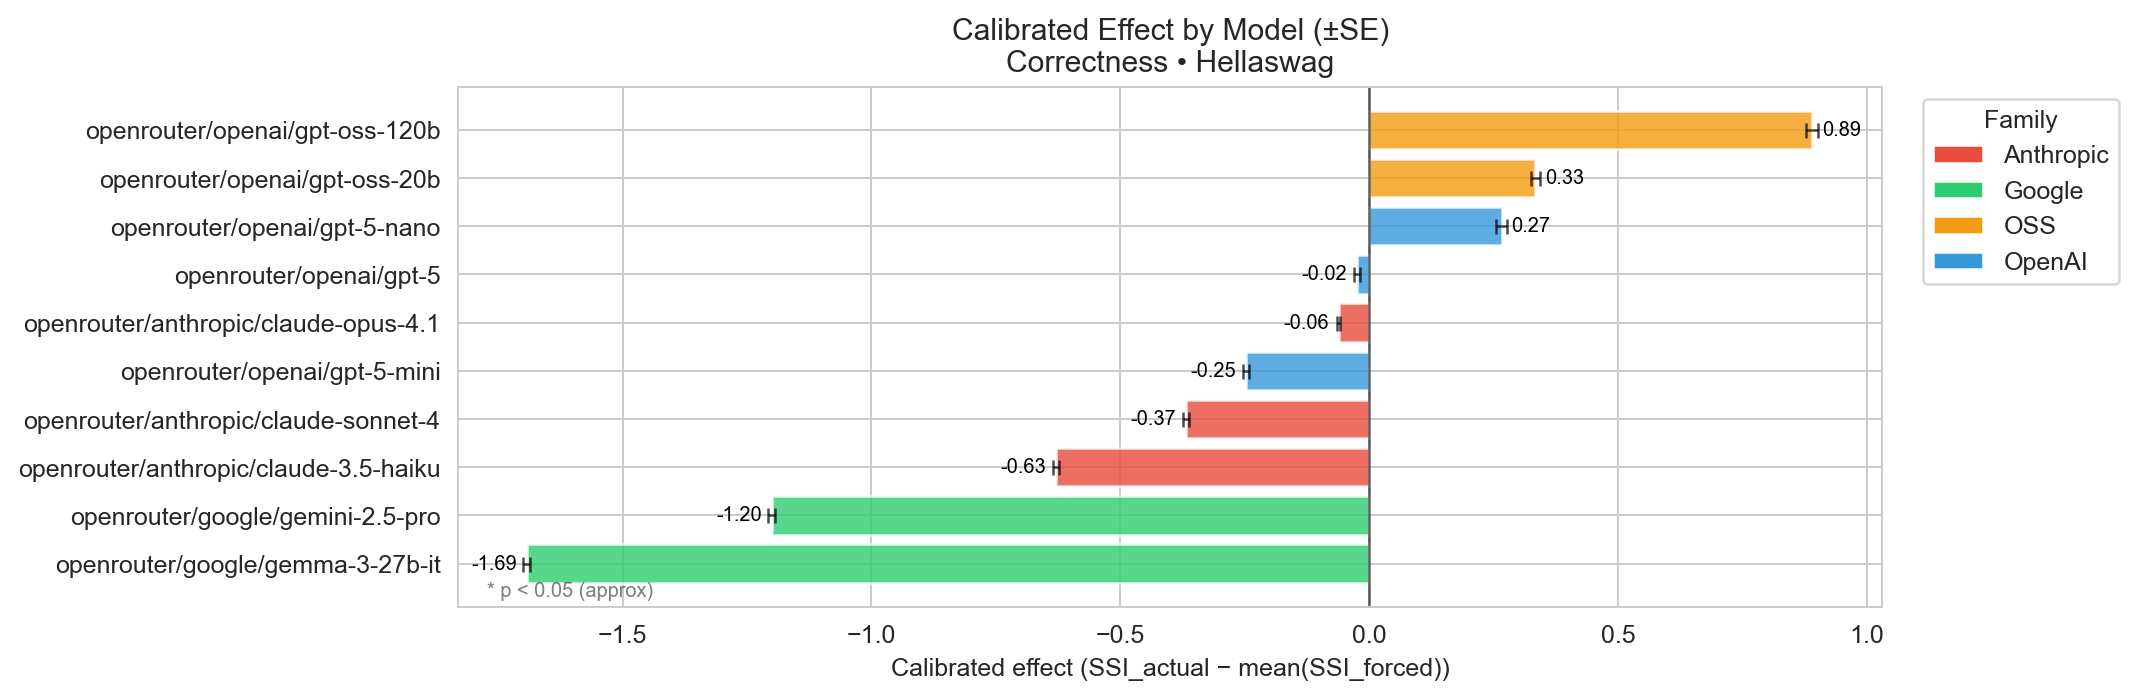 Calibrated Effect by Model (±SE)
Correctness • Hellaswag
openrouter/openai/gpt-oss-120b
0.89
openrouter/openai/gpt-oss-20b
0.33
openrouter/openai/gpt-5-nano
0.27
openrouter/openai/gpt-5
-0.02
openrouter/anthropic/claude-opus-4.1
-0.06
openrouter/openai/gpt-5-mini
-0.25
openrouter/anthropic/claude-sonnet-4
-0.37
openrouter/anthropic/claude-3.5-haiku
-0.63
openrouter/google/gemini-2.5-pro
-1.20
openrouter/google/gemma-3-27b-it
-1.69
* p < 0.05 (approx)
−1.5 −1.0 −0.5 0.0 0.5 1.0
Calibrated effect (SSI_actual − mean(SSI_forced))
Family
Anthropic
Google
OSS
OpenAI